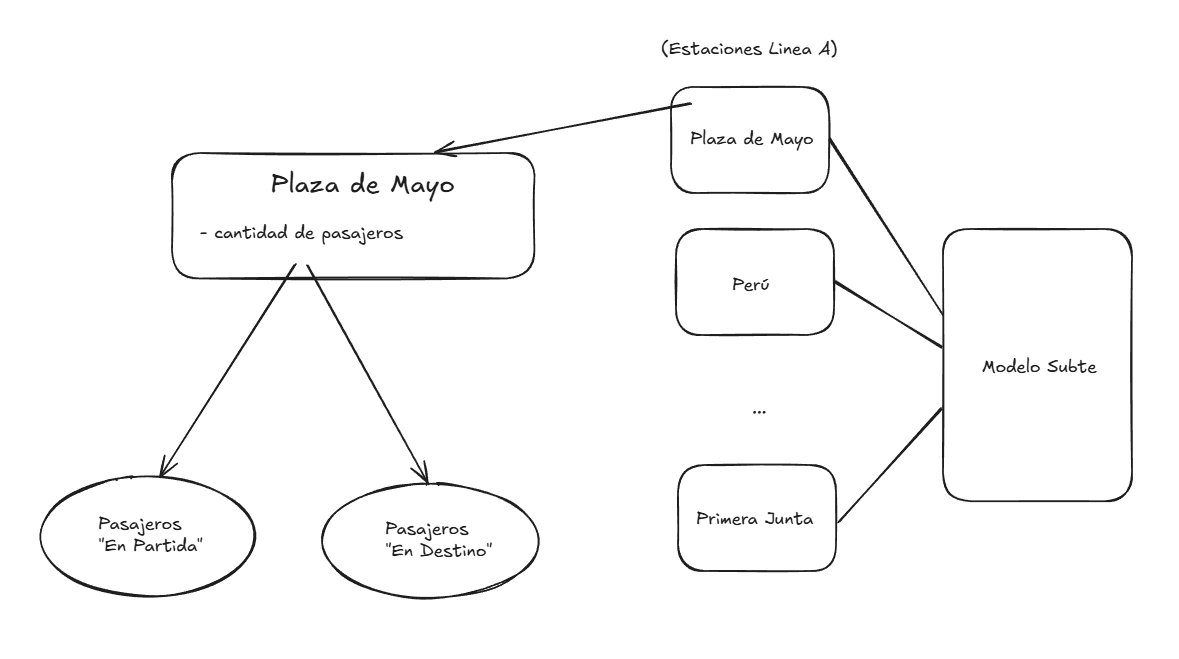 (Estaciones Linea A)
Plaza de Mayo
Plaza de Mayo
- cantidad de pasajeros
Perú
Modelo Subte
...
Primera Junta
Pasajeros
"En Partida"
Pasajeros
"En Destino"